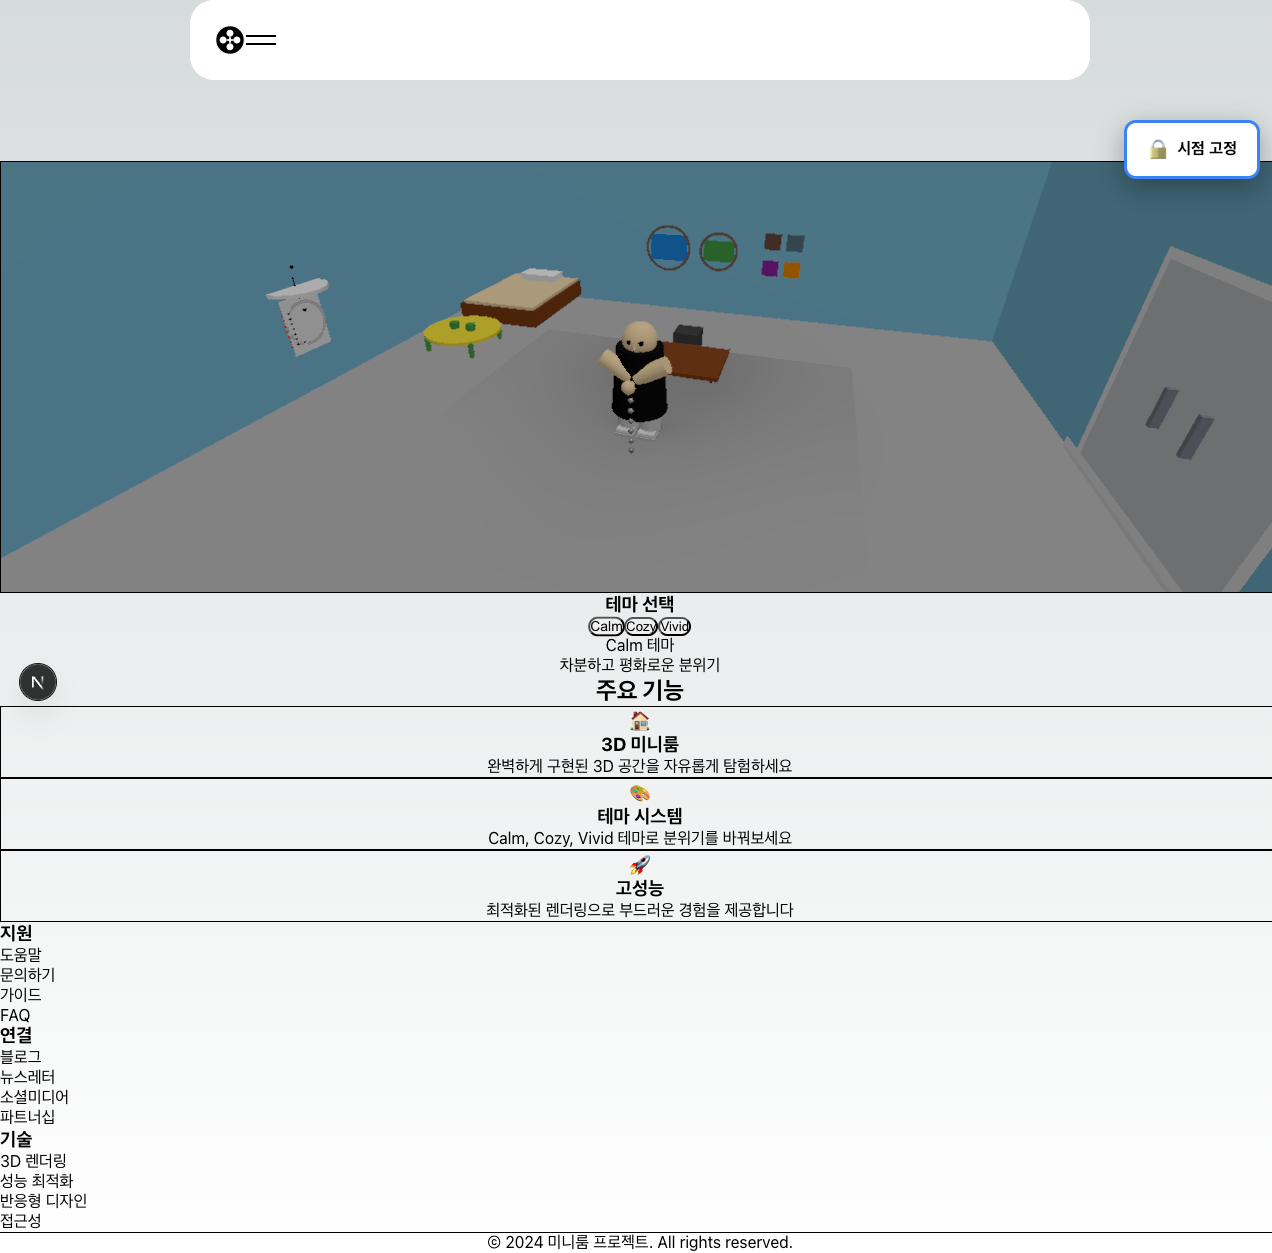 시점 고정
테마 선택
Calm Cozy Vivid
Calm 테마
차분하고 평화로운 분위기
주요 기능
3D 미니룸
완벽하게 구현된 3D 공간을 자유롭게 탐험하세요
테마 시스템
Calm, Cozy, Vivid 테마로 분위기를 바꿔보세요
고성능
최적화된 렌더링으로 부드러운 경험을 제공합니다
지원
도움말
문의하기
가이드
FAQ
연결
블로그
뉴스레터
소셜미디어
파트너십
기술
3D 렌더링
성능 최적화
반응형 디자인
접근성
© 2024 미니룸 프로젝트. All rights reserved.